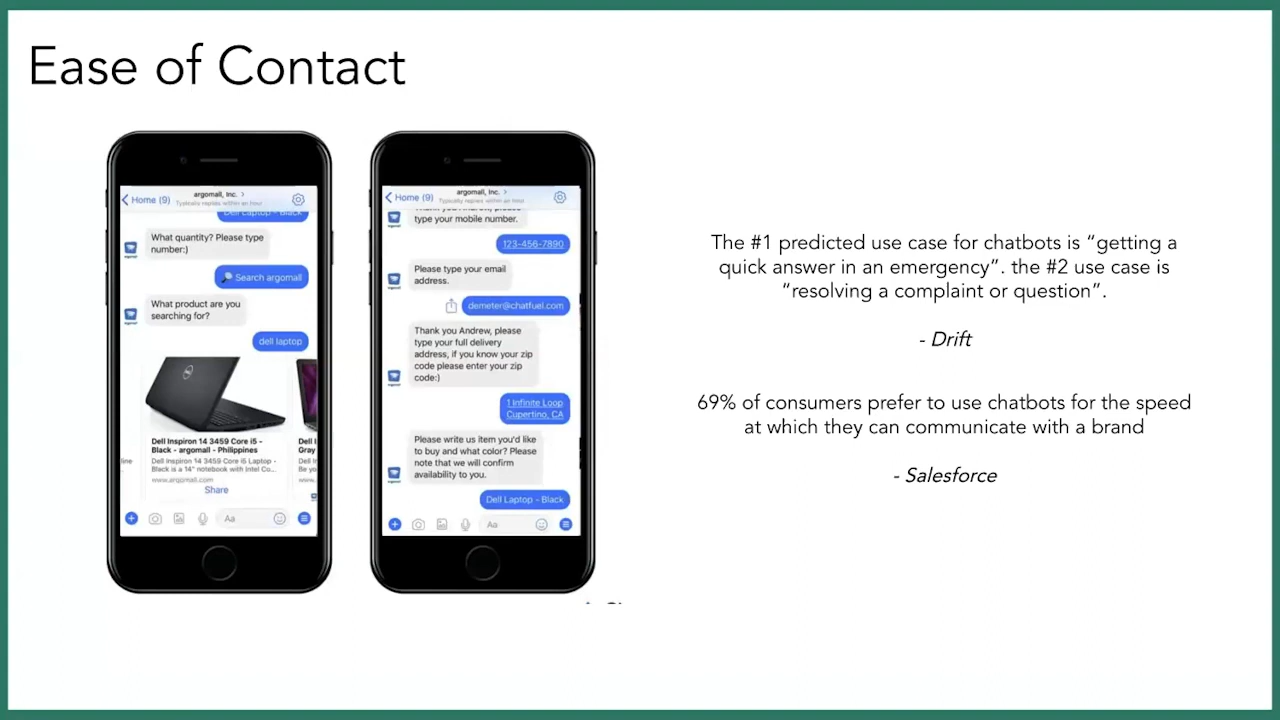 Ease of Contact
Home (9)
argomall, Inc. >
Typically replies within an hour
Dell Laptop - Black
What quantity? Please type
number:)
Search argomall
What product are you
searching for?
dell laptop
Dell Inspiron 14 3459 Core i5 -
Black - argomall - Philippines
Dell Inspiron 14 3459 Core i5 Laptop -
Black is a 14" notebook with Intel Co...
www.argomall.com
Share
Aa
Home (9)
argomall, Inc. >
Typically replies within an hour
Thank you Andrew, please
type your mobile number.
123-456-7890
Please type your email
address.
demeter@chatfuel.com
Thank you Andrew, please
type your full delivery
address, if you know your zip
code please enter your zip
code:)
1 Infinite Loop
Cupertino, CA
Please write us item you'd like
to buy and what color? Please
note that we will confirm
availability to you.
Dell Laptop - Black
Aa
The #1 predicted use case for chatbots is “getting a
quick answer in an emergency”. the #2 use case is
“resolving a complaint or question”.
- Drift
69% of consumers prefer to use chatbots for the speed
at which they can communicate with a brand
- Salesforce